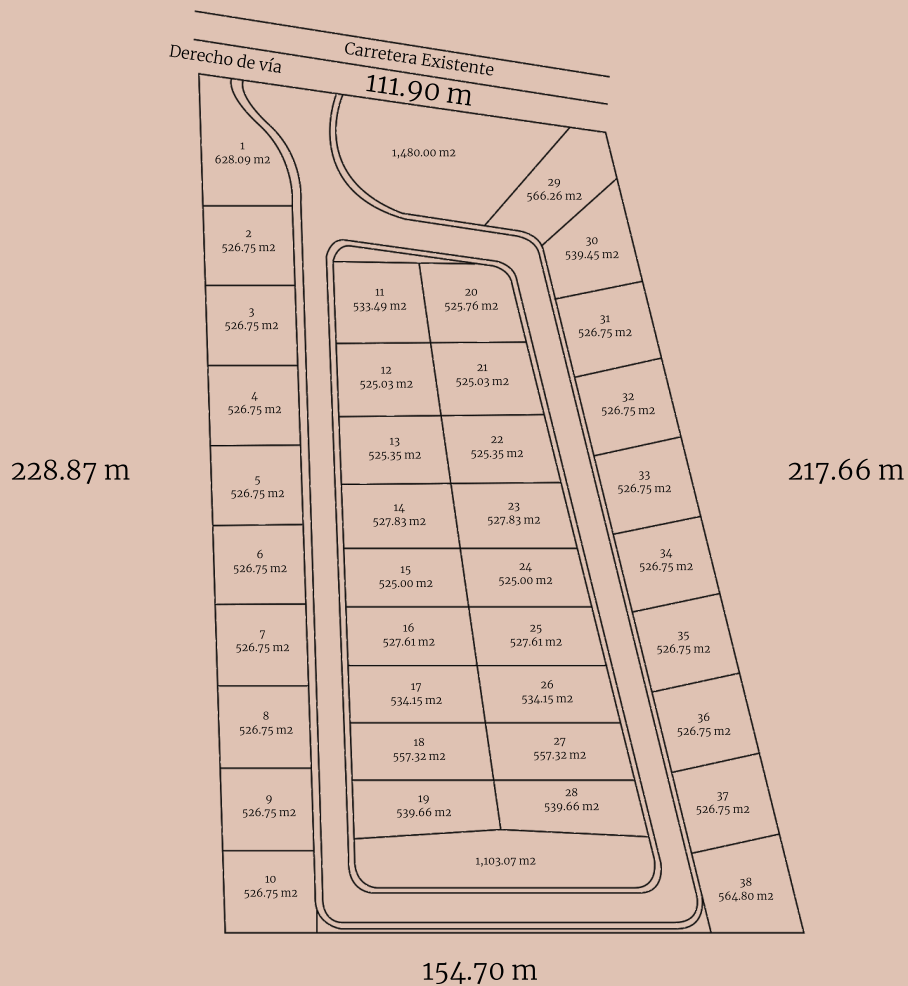 Carretera Existente
Derecho de vía
111.90 m
1
628.09 m2
1,480.00 m2
29
566.26 m2
2
526.75 m2
30
539.45 m2
3
526.75 m2
11
533.49 m2
20
525.76 m2
31
526.75 m2
4
526.75 m2
12
525.03 m2
21
525.03 m2
32
526.75 m2
228.87 m
5
526.75 m2
13
525.35 m2
22
525.35 m2
33
526.75 m2
217.66 m
6
526.75 m2
14
527.83 m2
23
527.83 m2
34
526.75 m2
15
525.00 m2
24
525.00 m2
7
526.75 m2
16
527.61 m2
25
527.61 m2
35
526.75 m2
8
526.75 m2
17
534.15 m2
26
534.15 m2
36
526.75 m2
18
557.32 m2
27
557.32 m2
9
526.75 m2
19
539.66 m2
28
539.66 m2
37
526.75 m2
10
526.75 m2
1,103.07 m2
38
564.80 m2
154.70 m